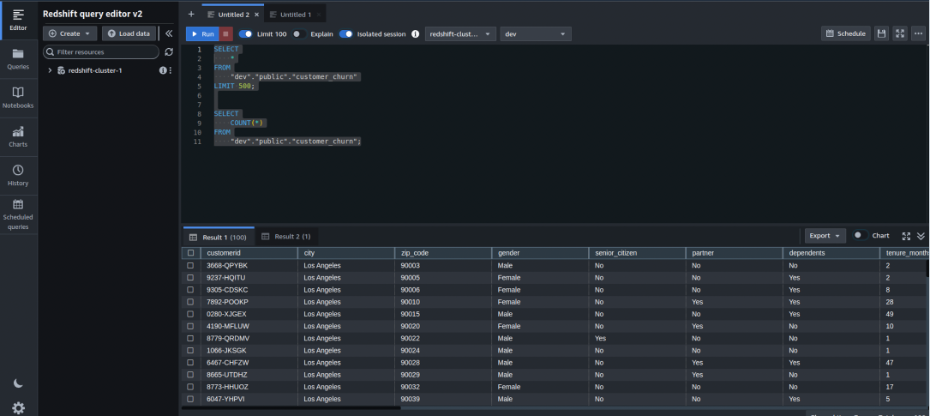 Redshift query editor v2
Editor
Queries
Notebooks
Charts
History
Scheduled
queries
Create
Load data
Filter resources
redshift-cluster-1
Untitled 2
Untitled 1
Run
Limit 100
Explain
Isolated session
redshift-clust...
dev
Schedule
1 SELECT
2 *
3 FROM
4 "dev"."public"."customer_churn"
5 LIMIT 500;
6
7
8 SELECT
9 COUNT(*)
10 FROM
11 "dev"."public"."customer_churn";
Result 1 (100)
Result 2 (1)
Export
Chart
customerid city zip_code gender senior_citizen partner dependents tenure_month
3668-QPYBK Los Angeles 90003 Male No No No 2
9237-HQITU Los Angeles 90005 Female No No Yes 2
9305-CDSKC Los Angeles 90006 Female No No Yes 8
7892-POOKP Los Angeles 90010 Female No Yes Yes 28
0280-XJGEX Los Angeles 90015 Male No No Yes 49
4190-MFLUW Los Angeles 90020 Female No Yes No 10
8779-QRDMV Los Angeles 90022 Male Yes No No 1
1066-JKSGK Los Angeles 90024 Male No No No 1
6467-CHFZW Los Angeles 90028 Male No Yes Yes 47
8665-UTDHZ Los Angeles 90029 Male No Yes No 1
8773-HHUOZ Los Angeles 90032 Female No No No 17
6047-YHPVI Los Angeles 90039 Male No No Yes 5